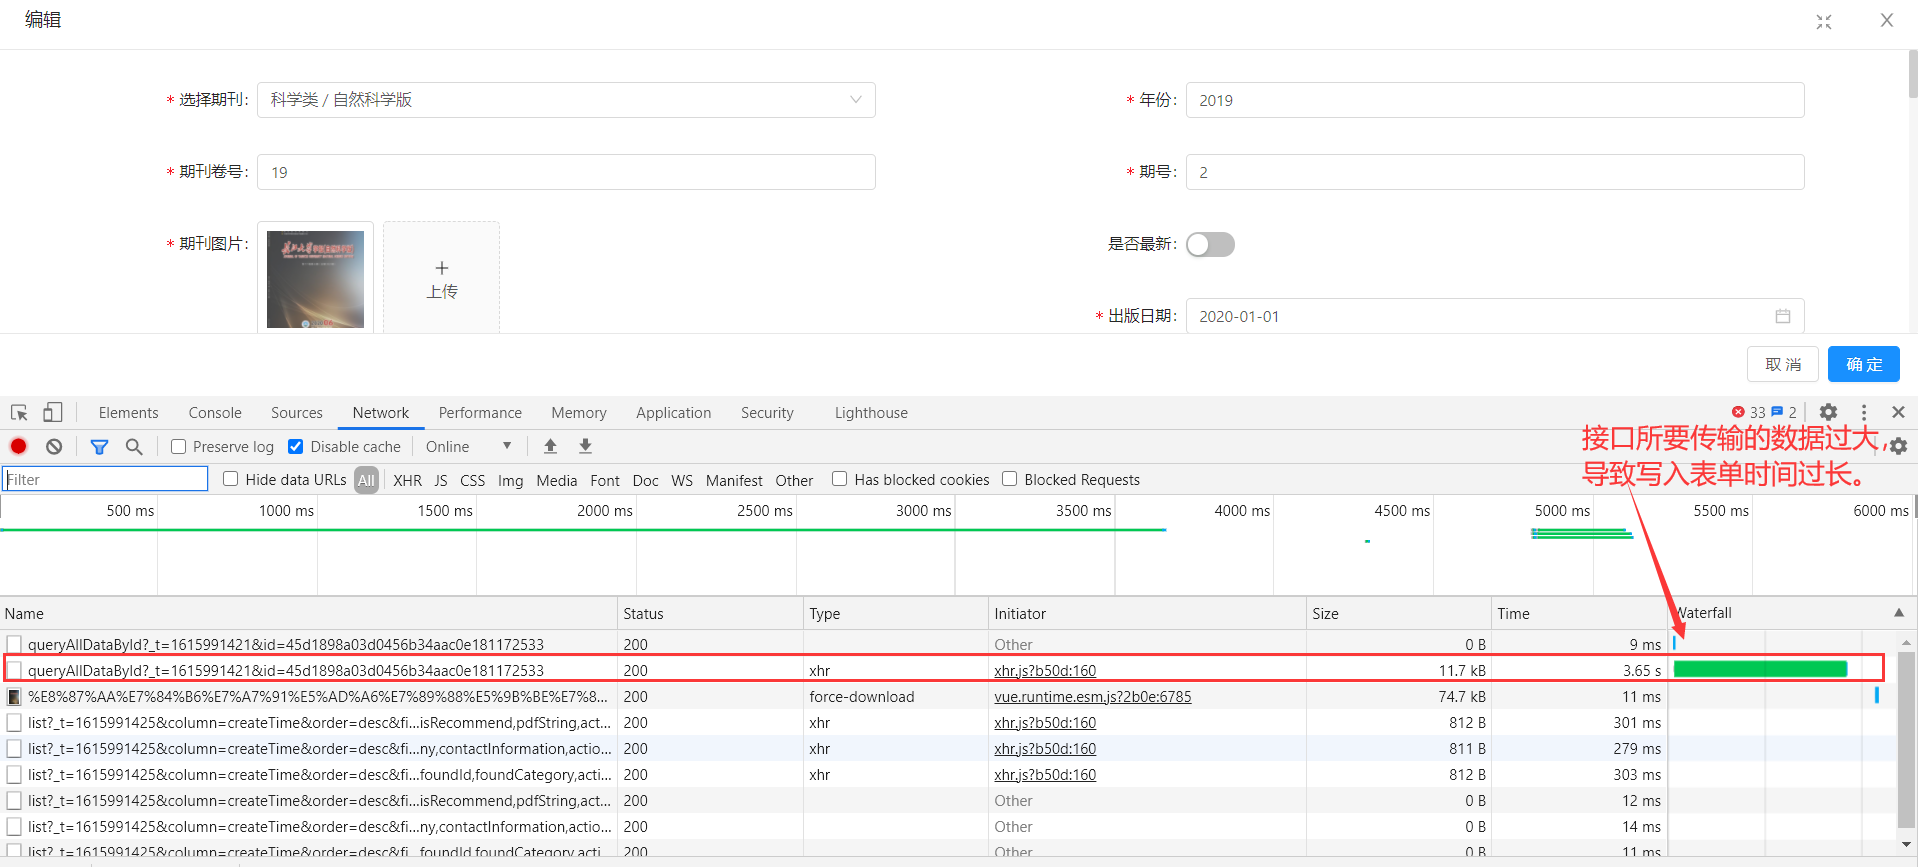 编辑
* 选择期刊: 科学类 / 自然科学版
* 年份: 2019
* 期刊卷号: 19
* 期号: 2
* 期刊图片:
上传
是否最新:
* 出版日期: 2020-01-01
取 消
确 定
Elements Console Sources Network Performance Memory Application Security Lighthouse 33 2
Preserve log Disable cache Online
接口所要传输的数据过大,
导致写入表单时间过长。
Filter Hide data URLs All XHR JS CSS Img Media Font Doc WS Manifest Other Has blocked cookies Blocked Requests
500 ms 1000 ms 1500 ms 2000 ms 2500 ms 3000 ms 3500 ms 4000 ms 4500 ms 5000 ms 5500 ms 6000 ms
Name Status Type Initiator Size Time Waterfall
queryAllDataById?_t=1615991421&id=45d1898a03d0456b34aac0e181172533 200 Other 0 B 9 ms
queryAllDataById?_t=1615991421&id=45d1898a03d0456b34aac0e181172533 200 xhr xhr.js?b50d:160 11.7 kB 3.65 s
%E8%87%AA%E7%84%B6%E7%A7%91%E5%AD%A6%E7%89%88%E5%9B%BE%E7%8... 200 force-download vue.runtime.esm.js?2b0e:6785 74.7 kB 11 ms
list?_t=1615991425&column=createTime&order=desc&fi...isRecommend,pdfString,act... 200 xhr xhr.js?b50d:160 812 B 301 ms
list?_t=1615991425&column=createTime&order=desc&fi...ny,contactInformation,actio... 200 xhr xhr.js?b50d:160 811 B 279 ms
list?_t=1615991425&column=createTime&order=desc&fi...foundId,foundCategory,acti... 200 xhr xhr.js?b50d:160 812 B 303 ms
list?_t=1615991425&column=createTime&order=desc&fi...isRecommend,pdfString,act... 200 Other 0 B 12 ms
list?_t=1615991425&column=createTime&order=desc&fi...ny,contactInformation,actio... 200 Other 0 B 14 ms
list?_t=1615991425&column=createTime&order=desc&fi...foundId,foundCategory,acti... 200 Other 0 B 11 ms